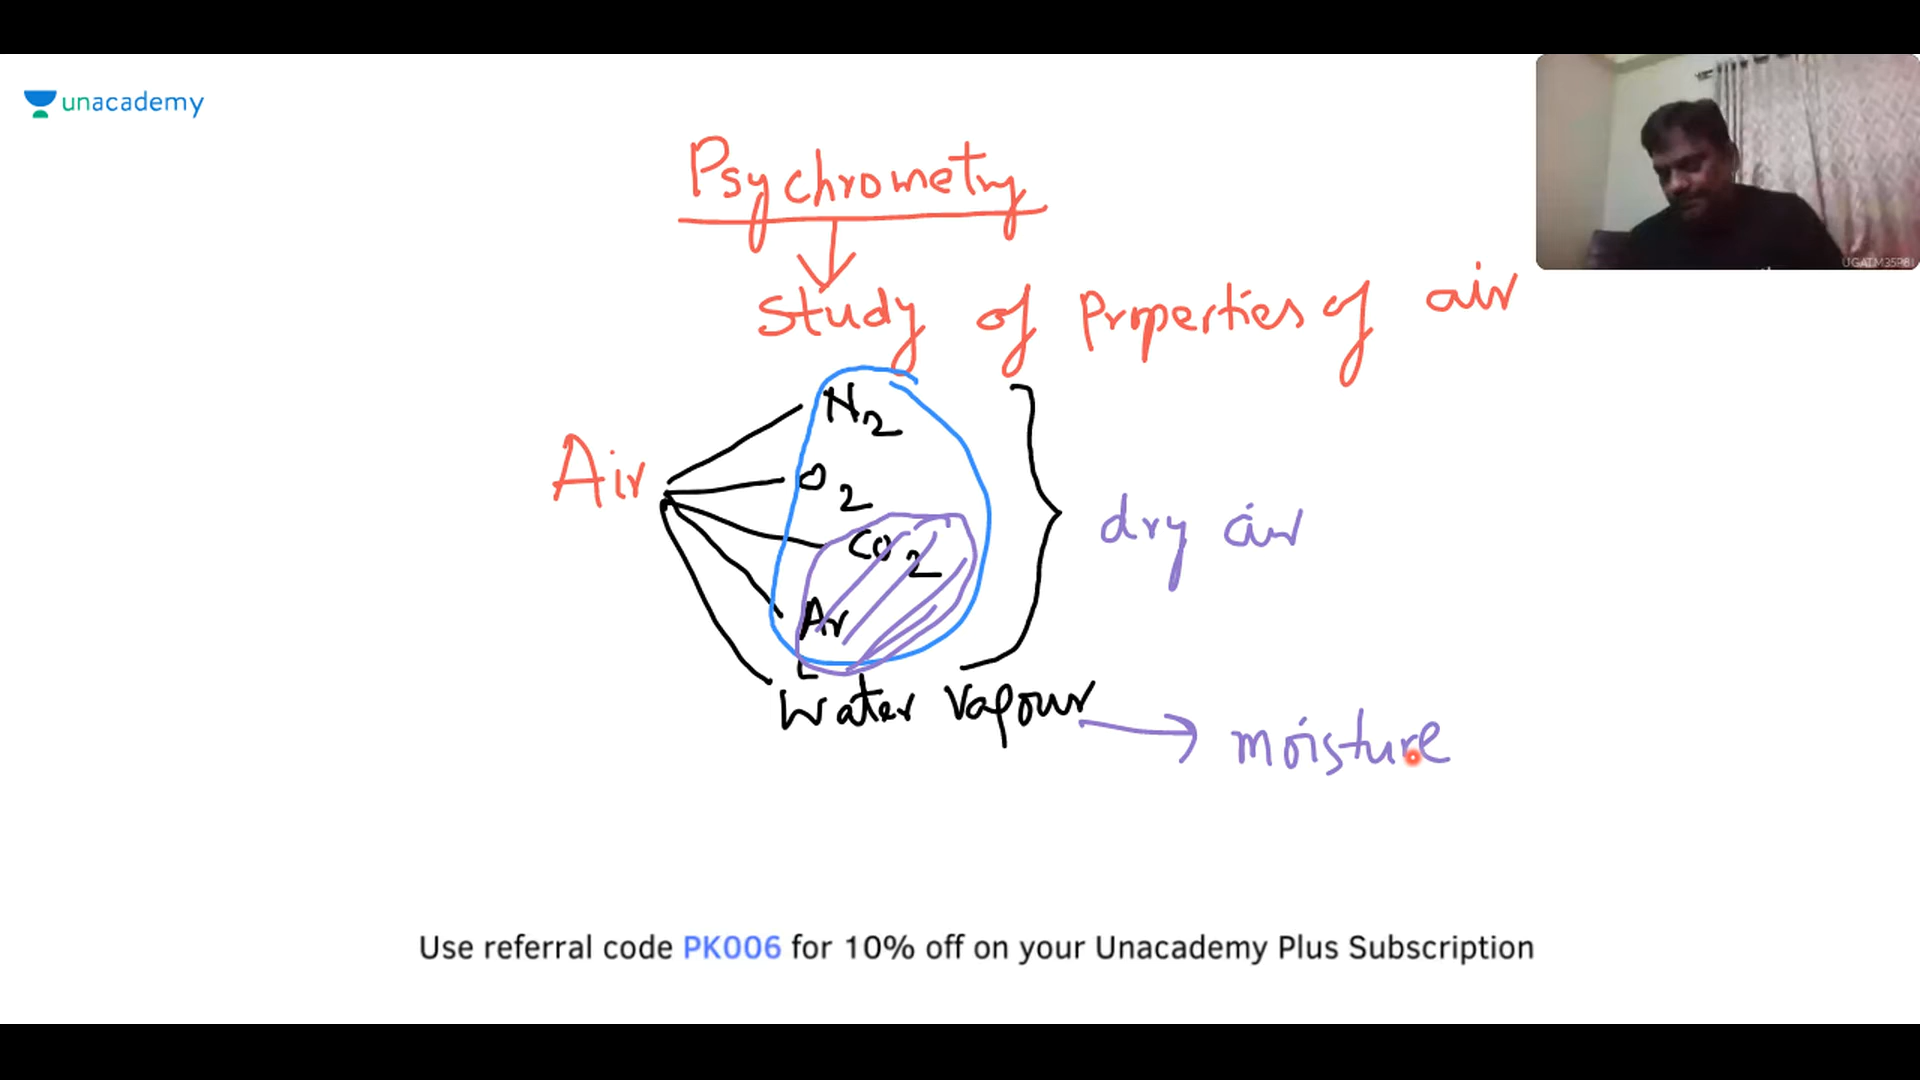 unacademy
UGATM35P8I
Psychrometry
Study of Properties of air
N2
Air
O2
dry air
CO2
Ar
Water Vapour
moisture
Use referral code PK006 for 10% off on your Unacademy Plus Subscription